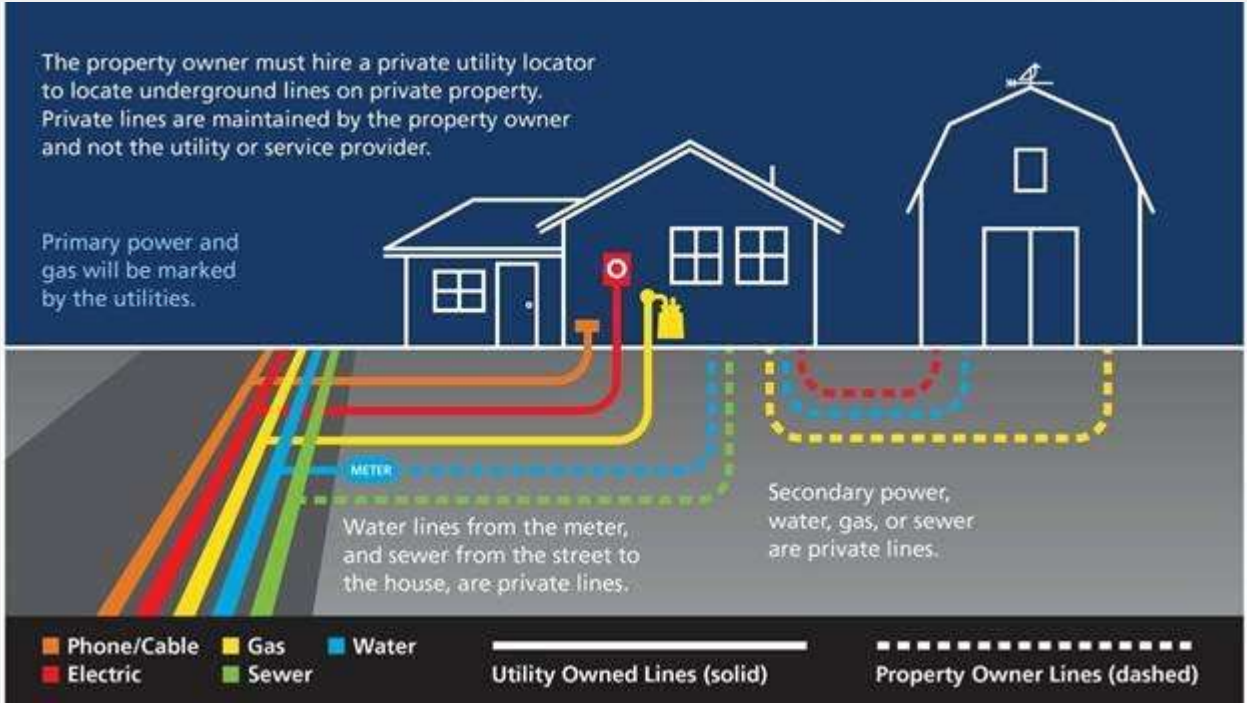 The property owner must hire a private utility locator
to locate underground lines on private property.
Private lines are maintained by the property owner
and not the utility or service provider.
Primary power and
gas will be marked
by the utilities.
METER
Water lines from the meter,
and sewer from the street to
the house, are private lines.
Secondary power,
water, gas, or sewer
are private lines.
Phone/Cable
Gas
Water
Electric
Sewer
Utility Owned Lines (solid)
Property Owner Lines (dashed)